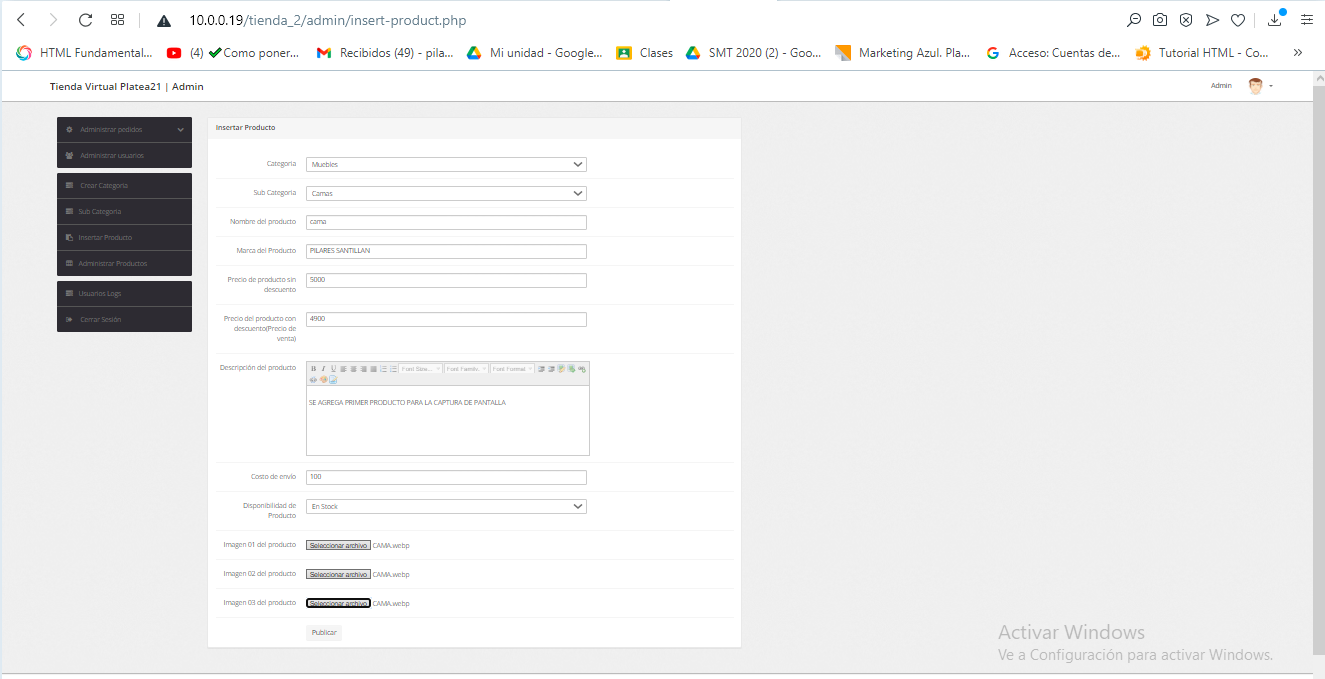 10.0.0.19/tienda_2/admin/insert-product.php
HTML Fundamental... (4) ✔Como poner... Recibidos (49) - pila... Mi unidad - Google... Clases SMT 2020 (2) - Goo... Marketing Azul. Pla... Acceso: Cuentas de... Tutorial HTML - Co... »
Tienda Virtual Platea21 | Admin
Admin
Administrar pedidos
Administrar usuarios
Crear Categoria
Sub Categoria
Insertar Producto
Administrar Productos
Usuarios Logs
Cerrar Sesión
Insertar Producto
Categoria Muebles
Sub Categoria Camas
Nombre del producto cama
Marca del Producto PILARES SANTILLAN
Precio de producto sin
descuento
5000
Precio del producto con
descuento(Precio de
venta)
4900
Descripción del producto
B I U Font Size... Font Family. Font Format
SE AGREGA PRIMER PRODUCTO PARA LA CAPTURA DE PANTALLA
Costo de envío 100
Disponibilidad de
Producto
En Stock
Imagen 01 del producto Seleccionar archivo CAMA.webp
Imagen 02 del producto Seleccionar archivo CAMA.webp
Imagen 03 del producto Seleccionar archivo CAMA.webp
Publicar
Activar Windows
Ve a Configuración para activar Windows.